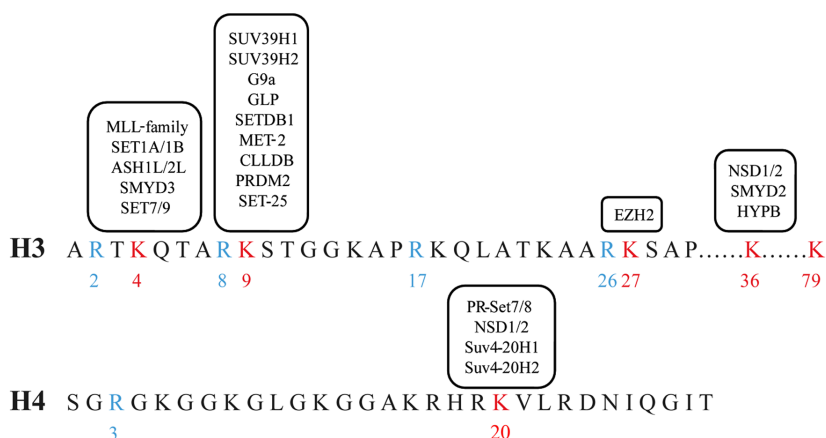 SUV39H1
SUV39H2
G9a
GLP
SETDB1
MET-2
CLLDB
PRDM2
SET-25
MLL-family
SET1A/1B
ASH1L/2L
SMYD3
SET7/9
EZH2
NSD1/2
SMYD2
HYPB
H3 A R T K Q T A R K S T G G K A P R K Q L A T K A A R K S A P......K......K
2 4 8 9 17 26 27 36 79
PR-Set7/8
NSD1/2
Suv4-20H1
Suv4-20H2
H4 S G R G K G G K G L G K G G A K R H R K V L R D N I Q G I T
3 20